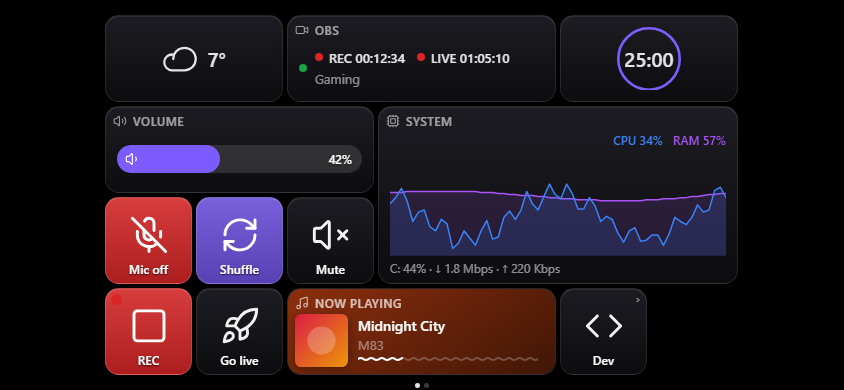 7°
OBS
REC 00:12:34 LIVE 01:05:10
Gaming
25:00
VOLUME
42%
SYSTEM
CPU 34% RAM 57%
C: 44% · ↓ 1.8 Mbps · ↑ 220 Kbps
Mic off
Shuffle
Mute
REC
Go live
NOW PLAYING
Midnight City
M83
Dev